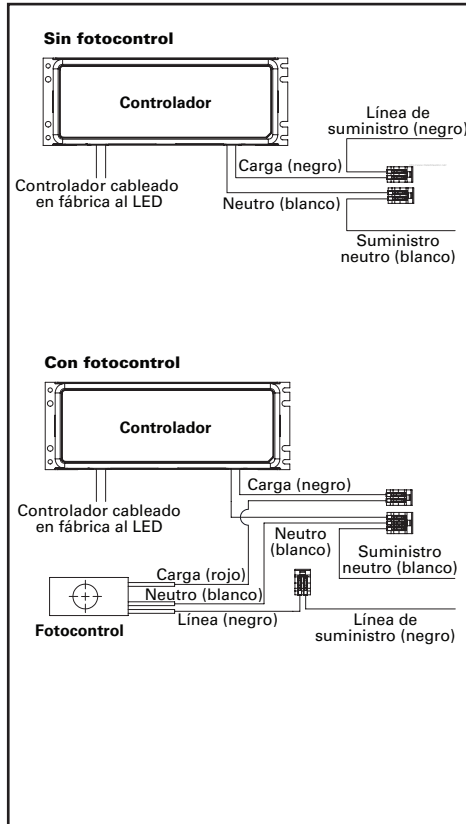 Sin fotocontrol
Controlador
Línea de
suministro (negro)
Carga (negro)
Controlador cableado
en fábrica al LED
Neutro (blanco)
Suministro
neutro (blanco)
Con fotocontrol
Controlador
Carga (negro)
Controlador cableado
en fábrica al LED
Neutro
(blanco)
Suministro
neutro (blanco)
Carga (rojo)
Neutro (blanco)
Línea (negro)
Fotocontrol
Línea de
suministro (negro)